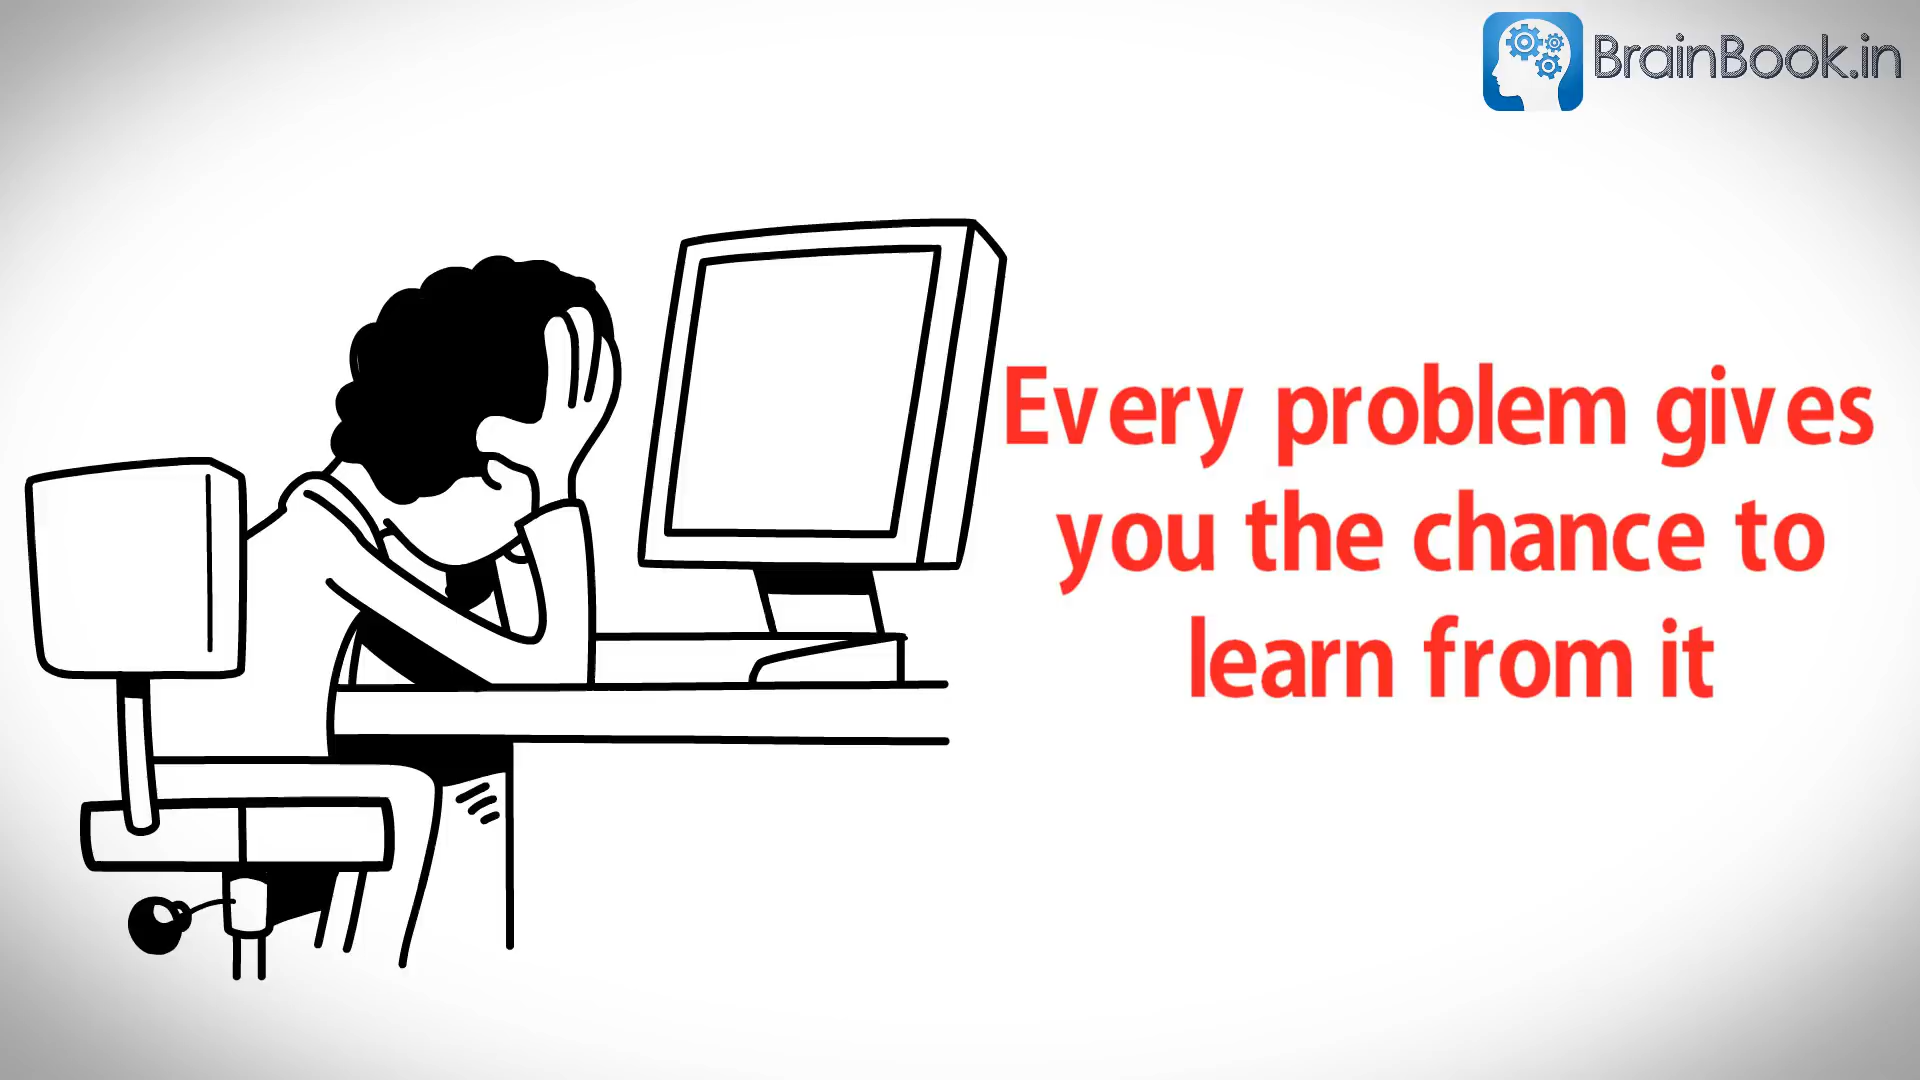 BrainBook.in
Every problem gives
you the chance to
learn from it